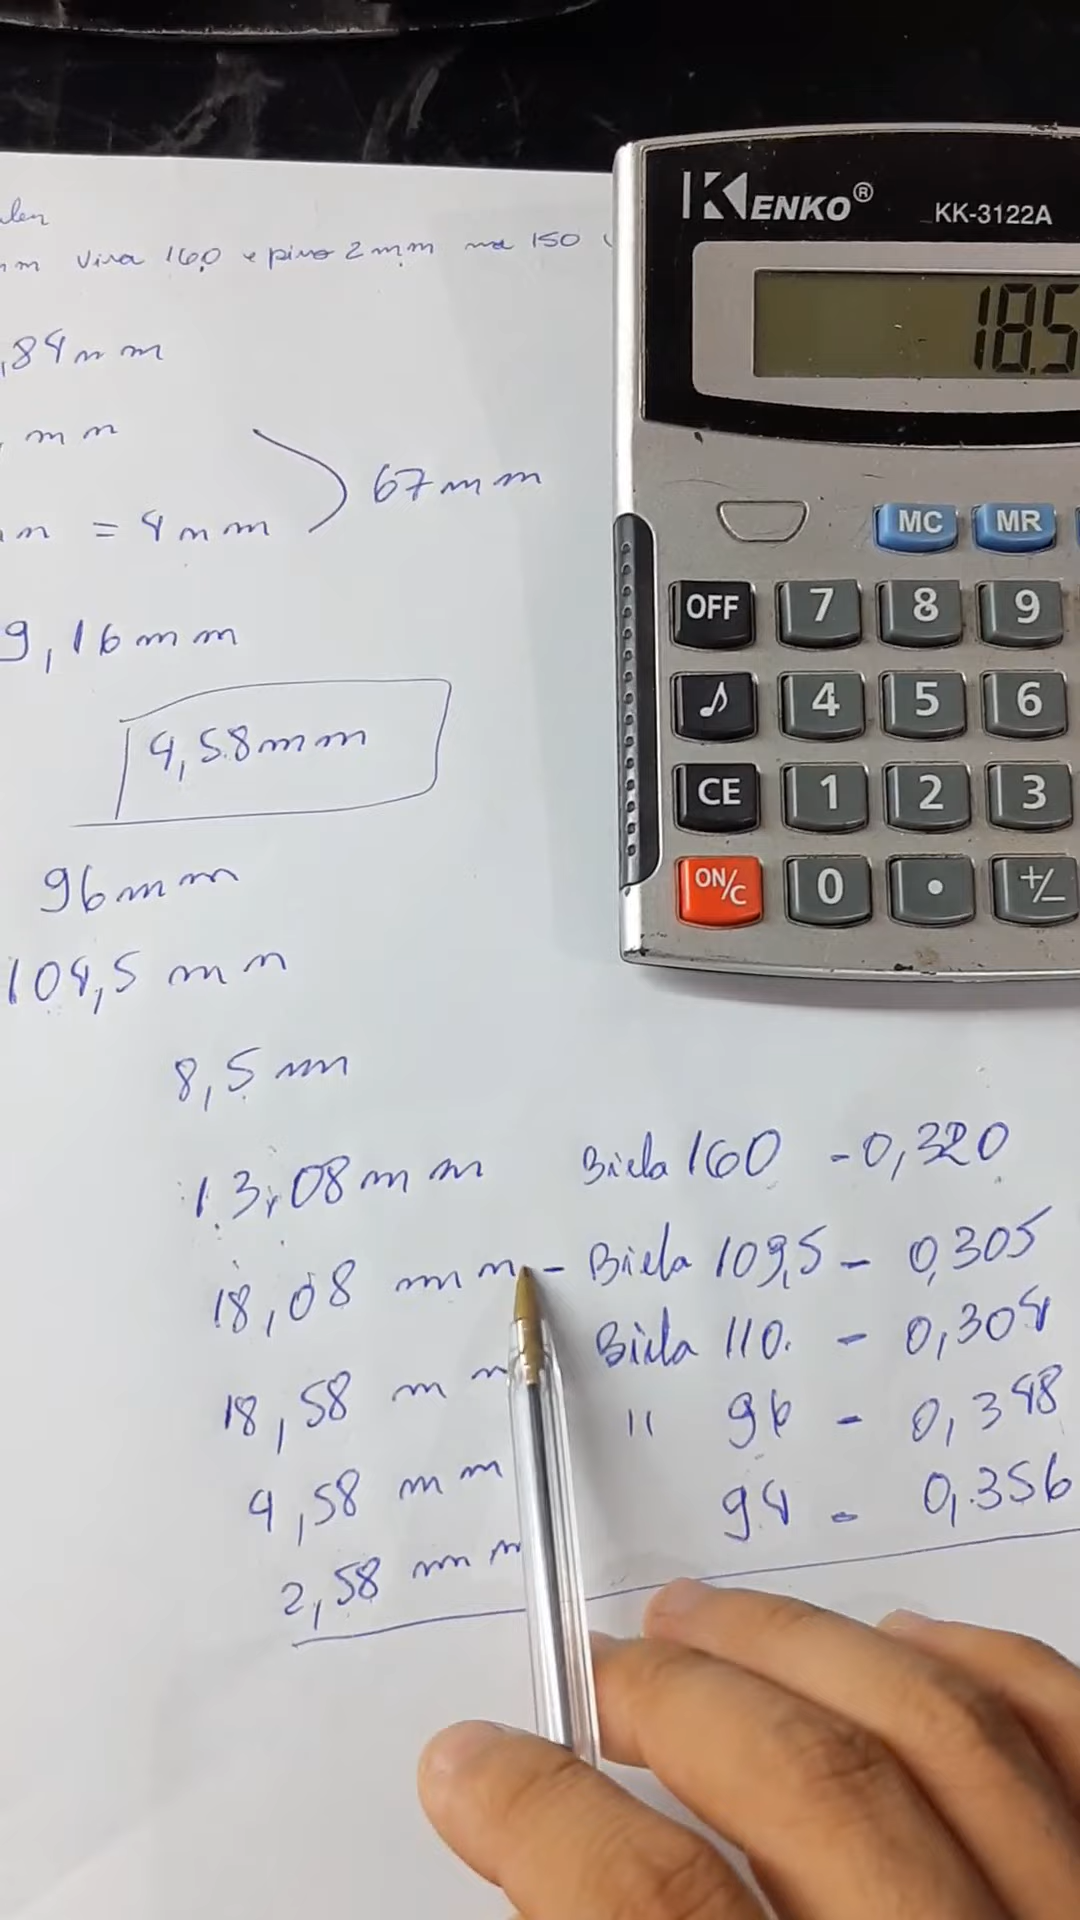 mm vira 160 e pino 2mm na 150
,84mm
, mm
= 4mm
67mm
9,16mm
4,58mm
96mm
104,5 mm
8,5 mm
13,08mm Biela 160 - 0,320
18,08 mm - Biela 109,5 - 0,305
18,58 mm Biela 110. - 0,304
4,58 mm " 96 - 0,348
2,58 mm 94 - 0,356
KENKO®
KK-3122A
18.5
MC MR
OFF 7 8 9
♪ 4 5 6
CE 1 2 3
ON/C 0 • +/-